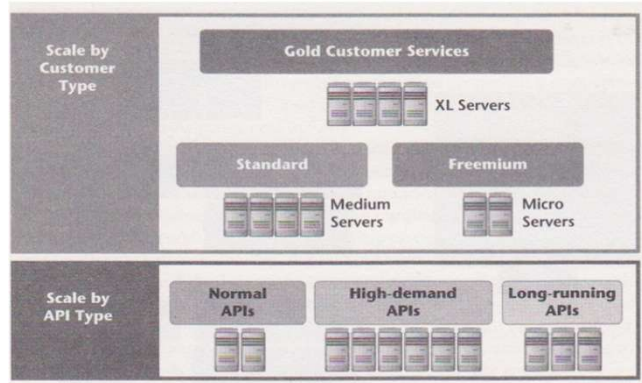 Scale by
Customer
Type
Gold Customer Services
XL Servers
Standard
Freemium
Medium
Servers
Micro
Servers
Scale by
API Type
Normal
APIs
High-demand
APIs
Long-running
APIs